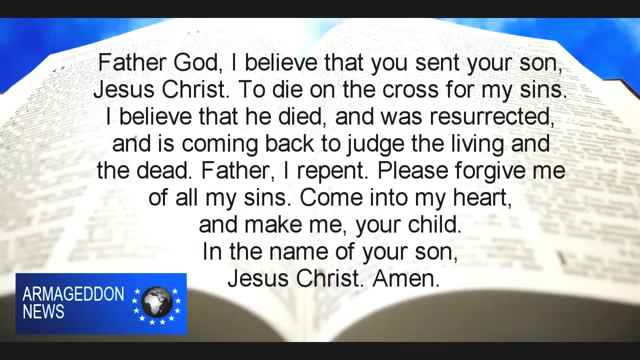 Father God, I believe that you sent your son,
Jesus Christ. To die on the cross for my sins.
I believe that he died, and was resurrected,
and is coming back to judge the living and
the dead. Father, I repent. Please forgive me
of all my sins. Come into my heart,
and make me, your child.
In the name of your son,
Jesus Christ. Amen.
ARMAGEDDON
NEWS